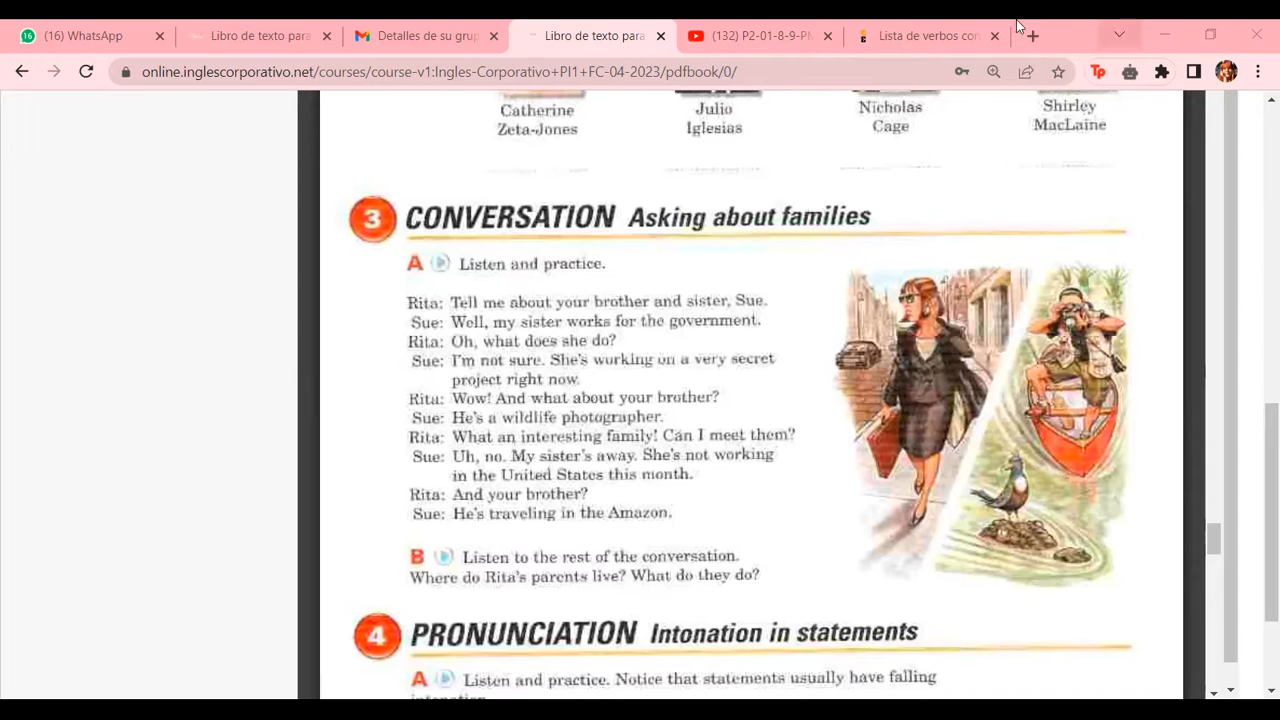 (16) WhatsApp
Libro de texto para
Detalles de su grup
Libro de texto para
(132) P2-01-8-9-PM
Lista de verbos con
online.inglescorporativo.net/courses/course-v1:Ingles-Corporativo+PI1+FC-04-2023/pdfbook/0/
Catherine
Zeta-Jones
Julio
Iglesias
Nicholas
Cage
Shirley
MacLaine
3 CONVERSATION Asking about families
A Listen and practice.
Rita: Tell me about your brother and sister, Sue.
Sue: Well, my sister works for the government.
Rita: Oh, what does she do?
Sue: I'm not sure. She's working on a very secret
project right now.
Rita: Wow! And what about your brother?
Sue: He's a wildlife photographer.
Rita: What an interesting family! Can I meet them?
Sue: Uh, no. My sister's away. She's not working
in the United States this month.
Rita: And your brother?
Sue: He's traveling in the Amazon.
B Listen to the rest of the conversation.
Where do Rita's parents live? What do they do?
4 PRONUNCIATION Intonation in statements
A Listen and practice. Notice that statements usually have falling